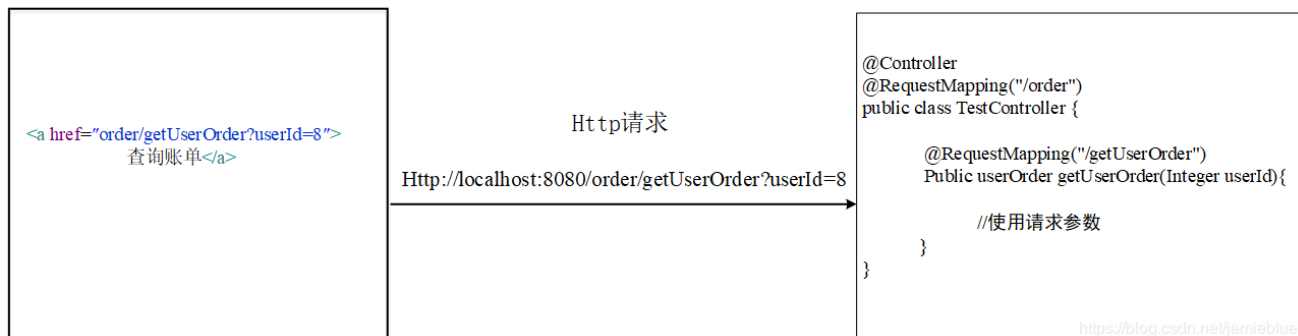 <a href="order/getUserOrder?userId=8">
查询账单</a>
Http请求
Http://localhost:8080/order/getUserOrder?userId=8
@Controller
@RequestMapping("/order")
public class TestController {
@RequestMapping("/getUserOrder")
Public userOrder getUserOrder(Integer userId){
//使用请求参数
}
}
https://blog.csdn.net/jamieblue